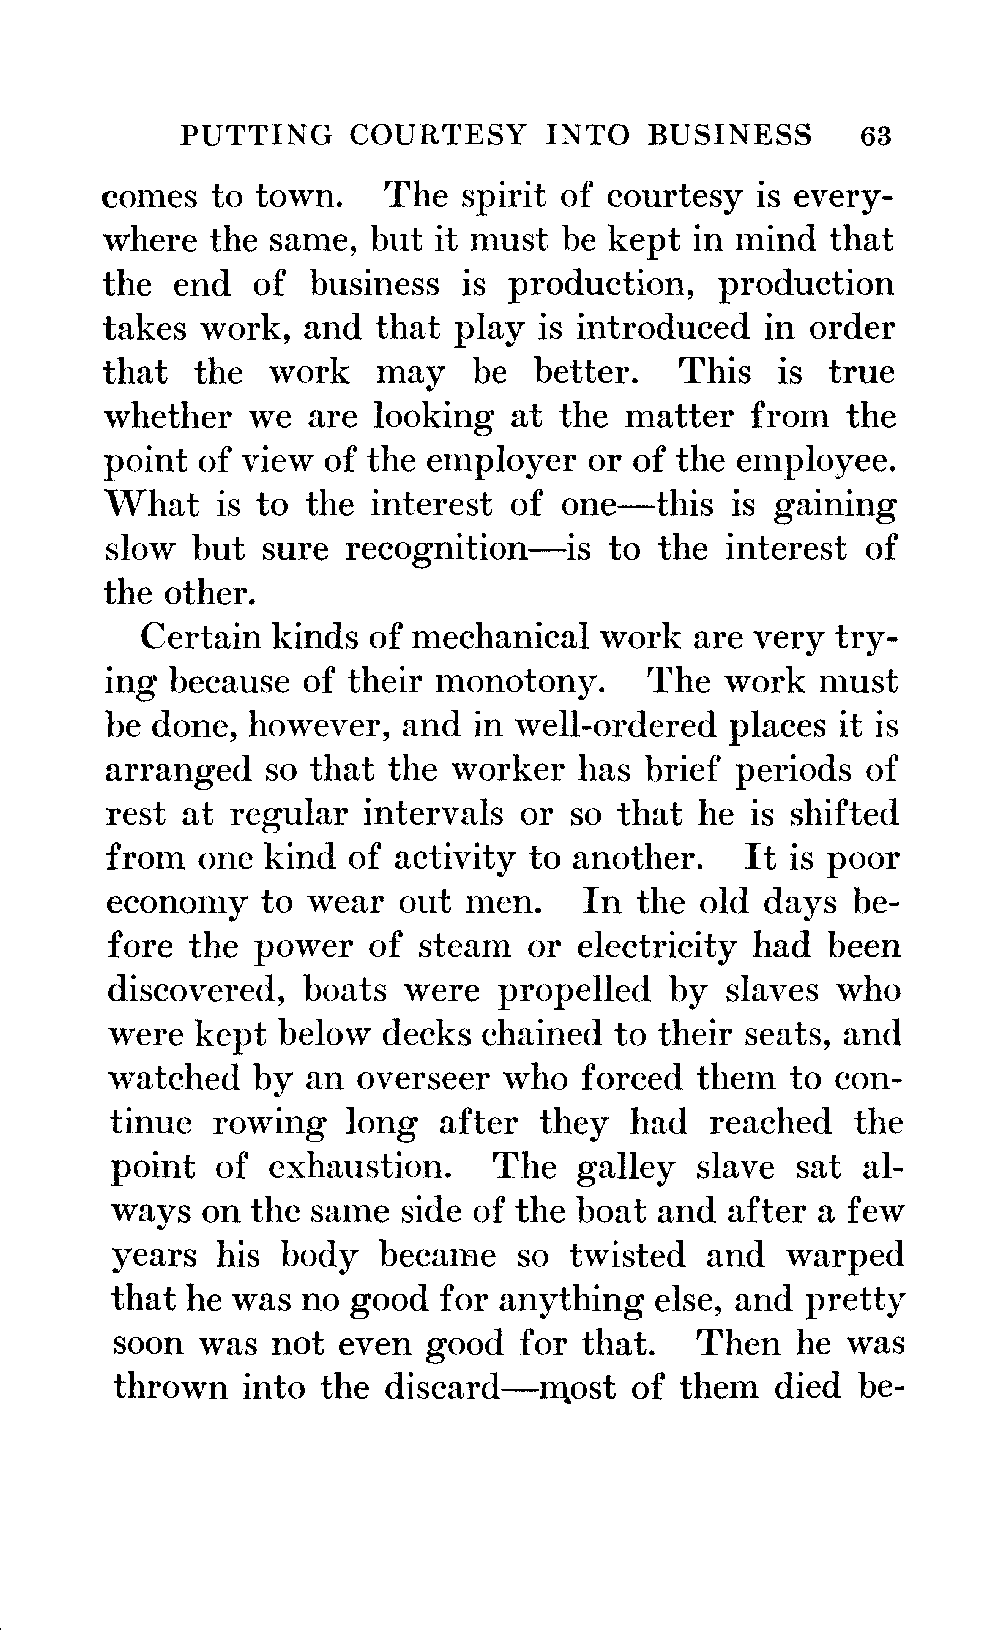 PUTTING COURTESY INTO BUSINESS 63
comes to town. The spirit of courtesy is every-
where the same, but it must be kept in mind that
the end of business is production, production
takes work, and that play is introduced in order
that the work may be better. This is true
whether we are looking at the matter from the
point of view of the employer or of the employee.
What is to the interest of one—this is gaining
slow but sure recognition—is to the interest of
the other.
Certain kinds of mechanical work are very try-
ing because of their monotony. The work must
be done, however, and in well-ordered places it is
arranged so that the worker has brief periods of
rest at regular intervals or so that he is shifted
from one kind of activity to another. It is poor
economy to wear out men. In the old days be-
fore the power of steam or electricity had been
discovered, boats were propelled by slaves who
were kept below decks chained to their seats, and
watched by an overseer who forced them to con-
tinue rowing long after they had reached the
point of exhaustion. The galley slave sat al-
ways on the same side of the boat and after a few
years his body became so twisted and warped
that he was no good for anything else, and pretty
soon was not even good for that. Then he was
thrown into the discard—most of them died be-